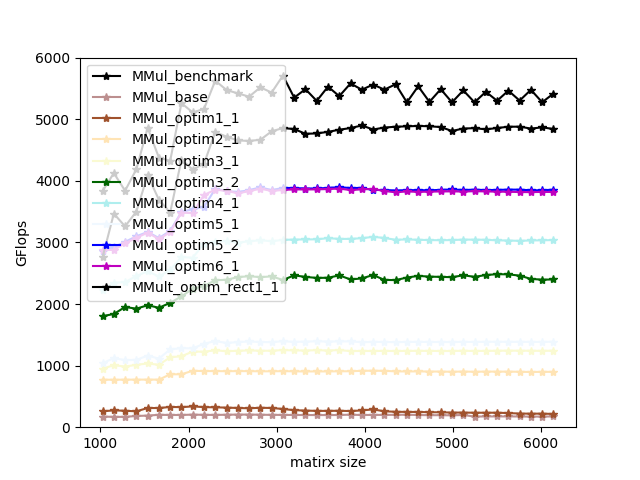 6000
5000
4000
3000
2000
1000
0
GFlops
MMul_benchmark
MMul_base
MMul_optim1_1
MMul_optim2_1
MMul_optim3_1
MMul_optim3_2
MMul_optim4_1
MMul_optim5_1
MMul_optim5_2
MMul_optim6_1
MMult_optim_rect1_1
1000 2000 3000 4000 5000 6000
matirx size